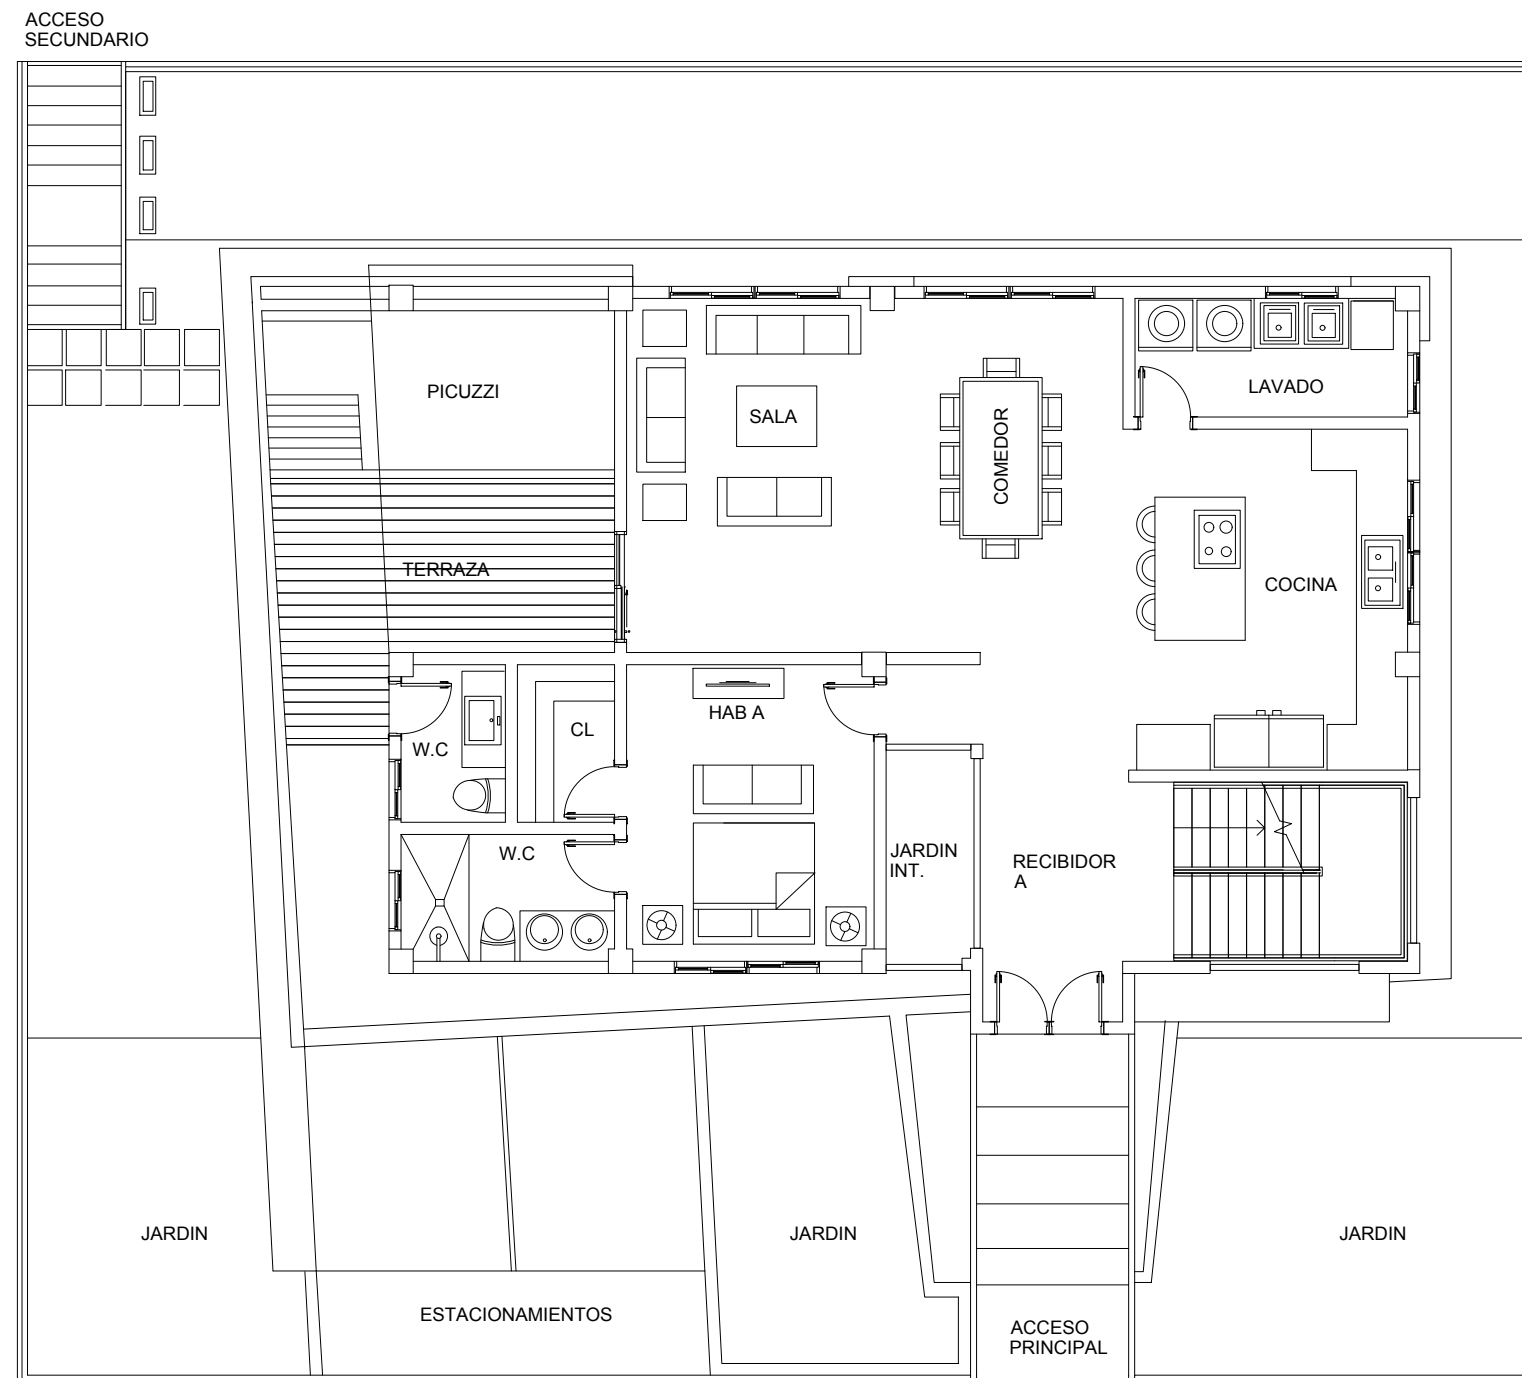 ACCESO
SECUNDARIO
PICUZZI
SALA
COMEDOR
LAVADO
TERRAZA
COCINA
HAB A
CL
W.C
W.C
JARDIN
INT.
RECIBIDOR
A
JARDIN
JARDIN
JARDIN
ESTACIONAMIENTOS
ACCESO
PRINCIPAL